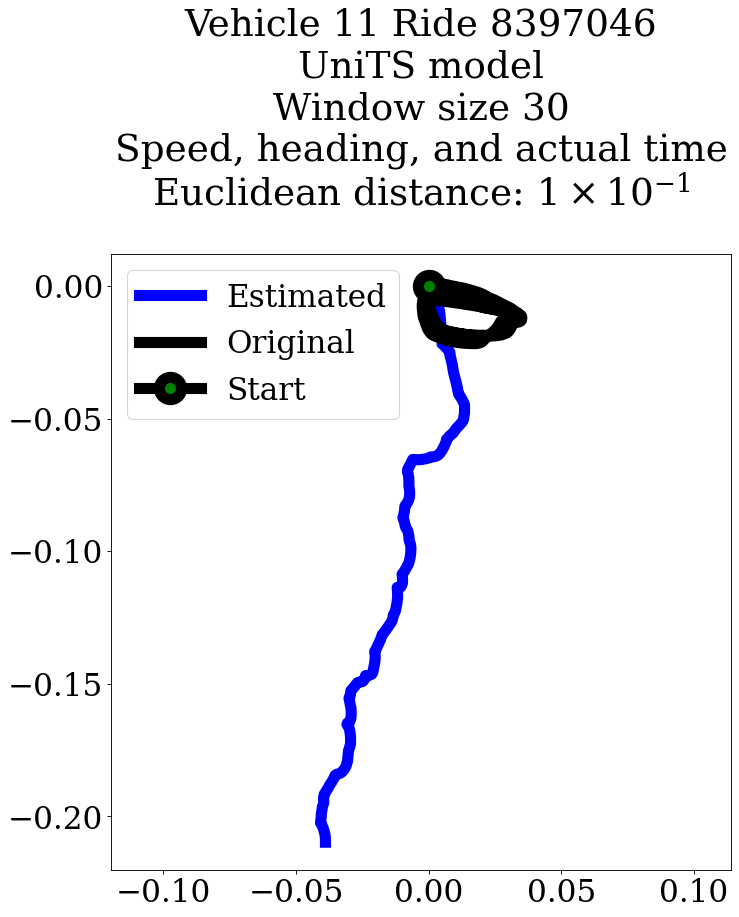 Vehicle 11 Ride 8397046
UniTS model
Window size 30
Speed, heading, and actual time
Euclidean distance: 1 × 10⁻¹
Estimated
Original
Start
0.00
−0.05
−0.10
−0.15
−0.20
−0.10 −0.05 0.00 0.05 0.10